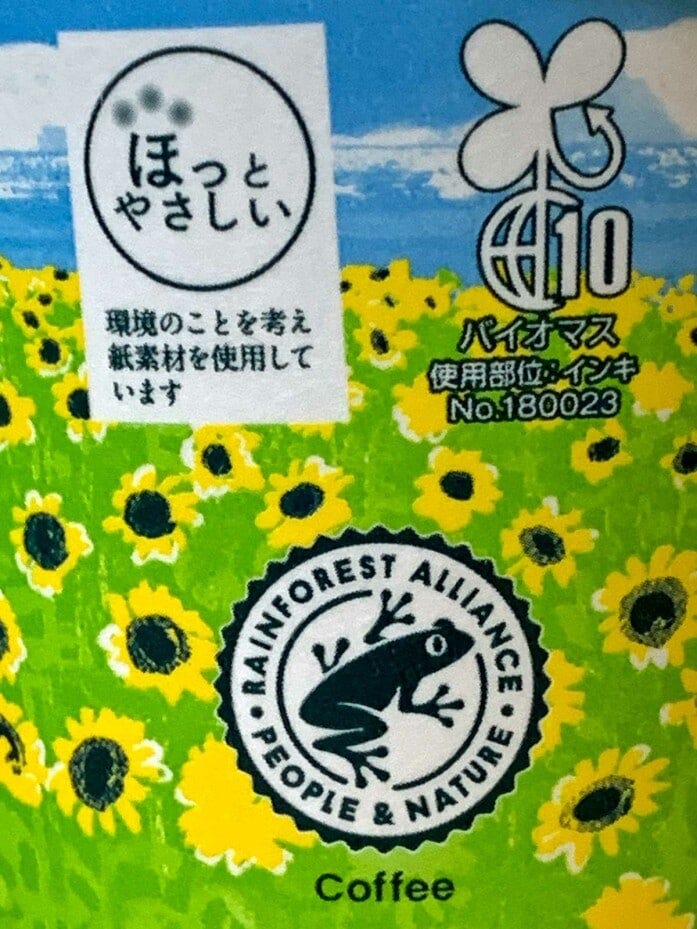 ほっと
やさしい
環境のことを考え
紙素材を使用して
います
10
バイオマス
使用部位：インキ
No.180023
RAINFOREST ALLIANCE
PEOPLE & NATURE
Coffee